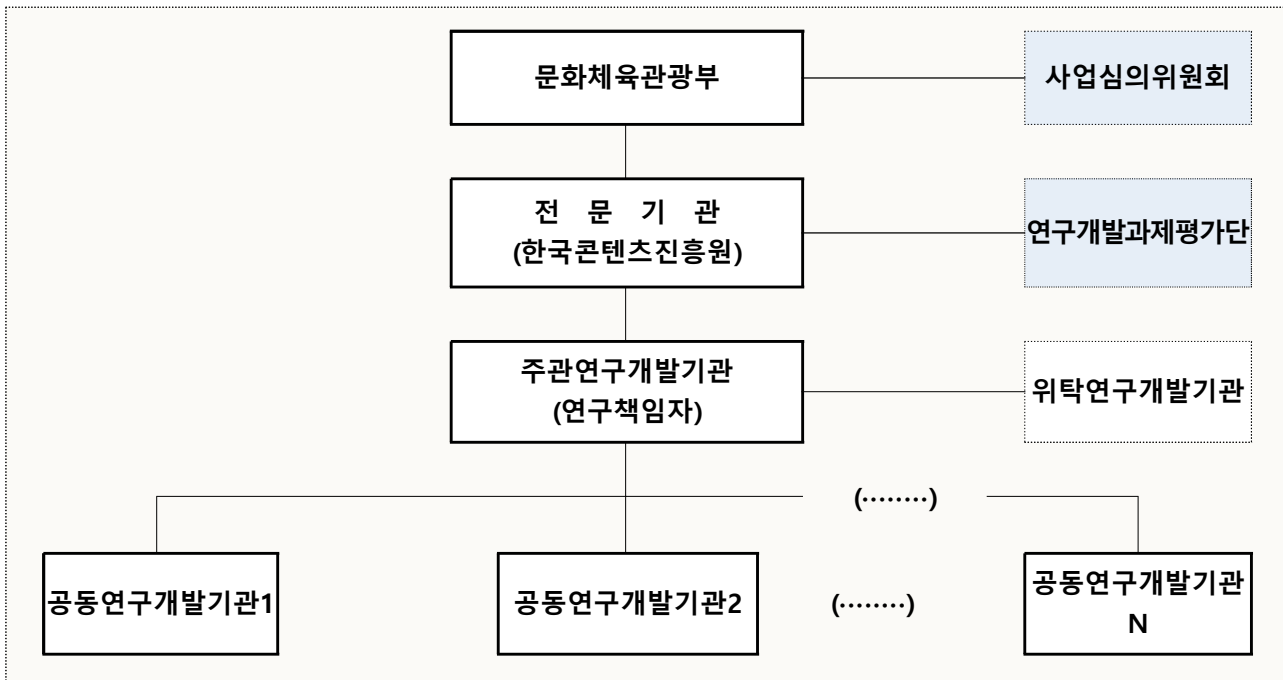 문화체육관광부
사업심의위원회
전 문 기 관
(한국콘텐츠진흥원)
연구개발과제평가단
주관연구개발기관
(연구책임자)
위탁연구개발기관
(········)
공동연구개발기관1
공동연구개발기관2
(········)
공동연구개발기관
N